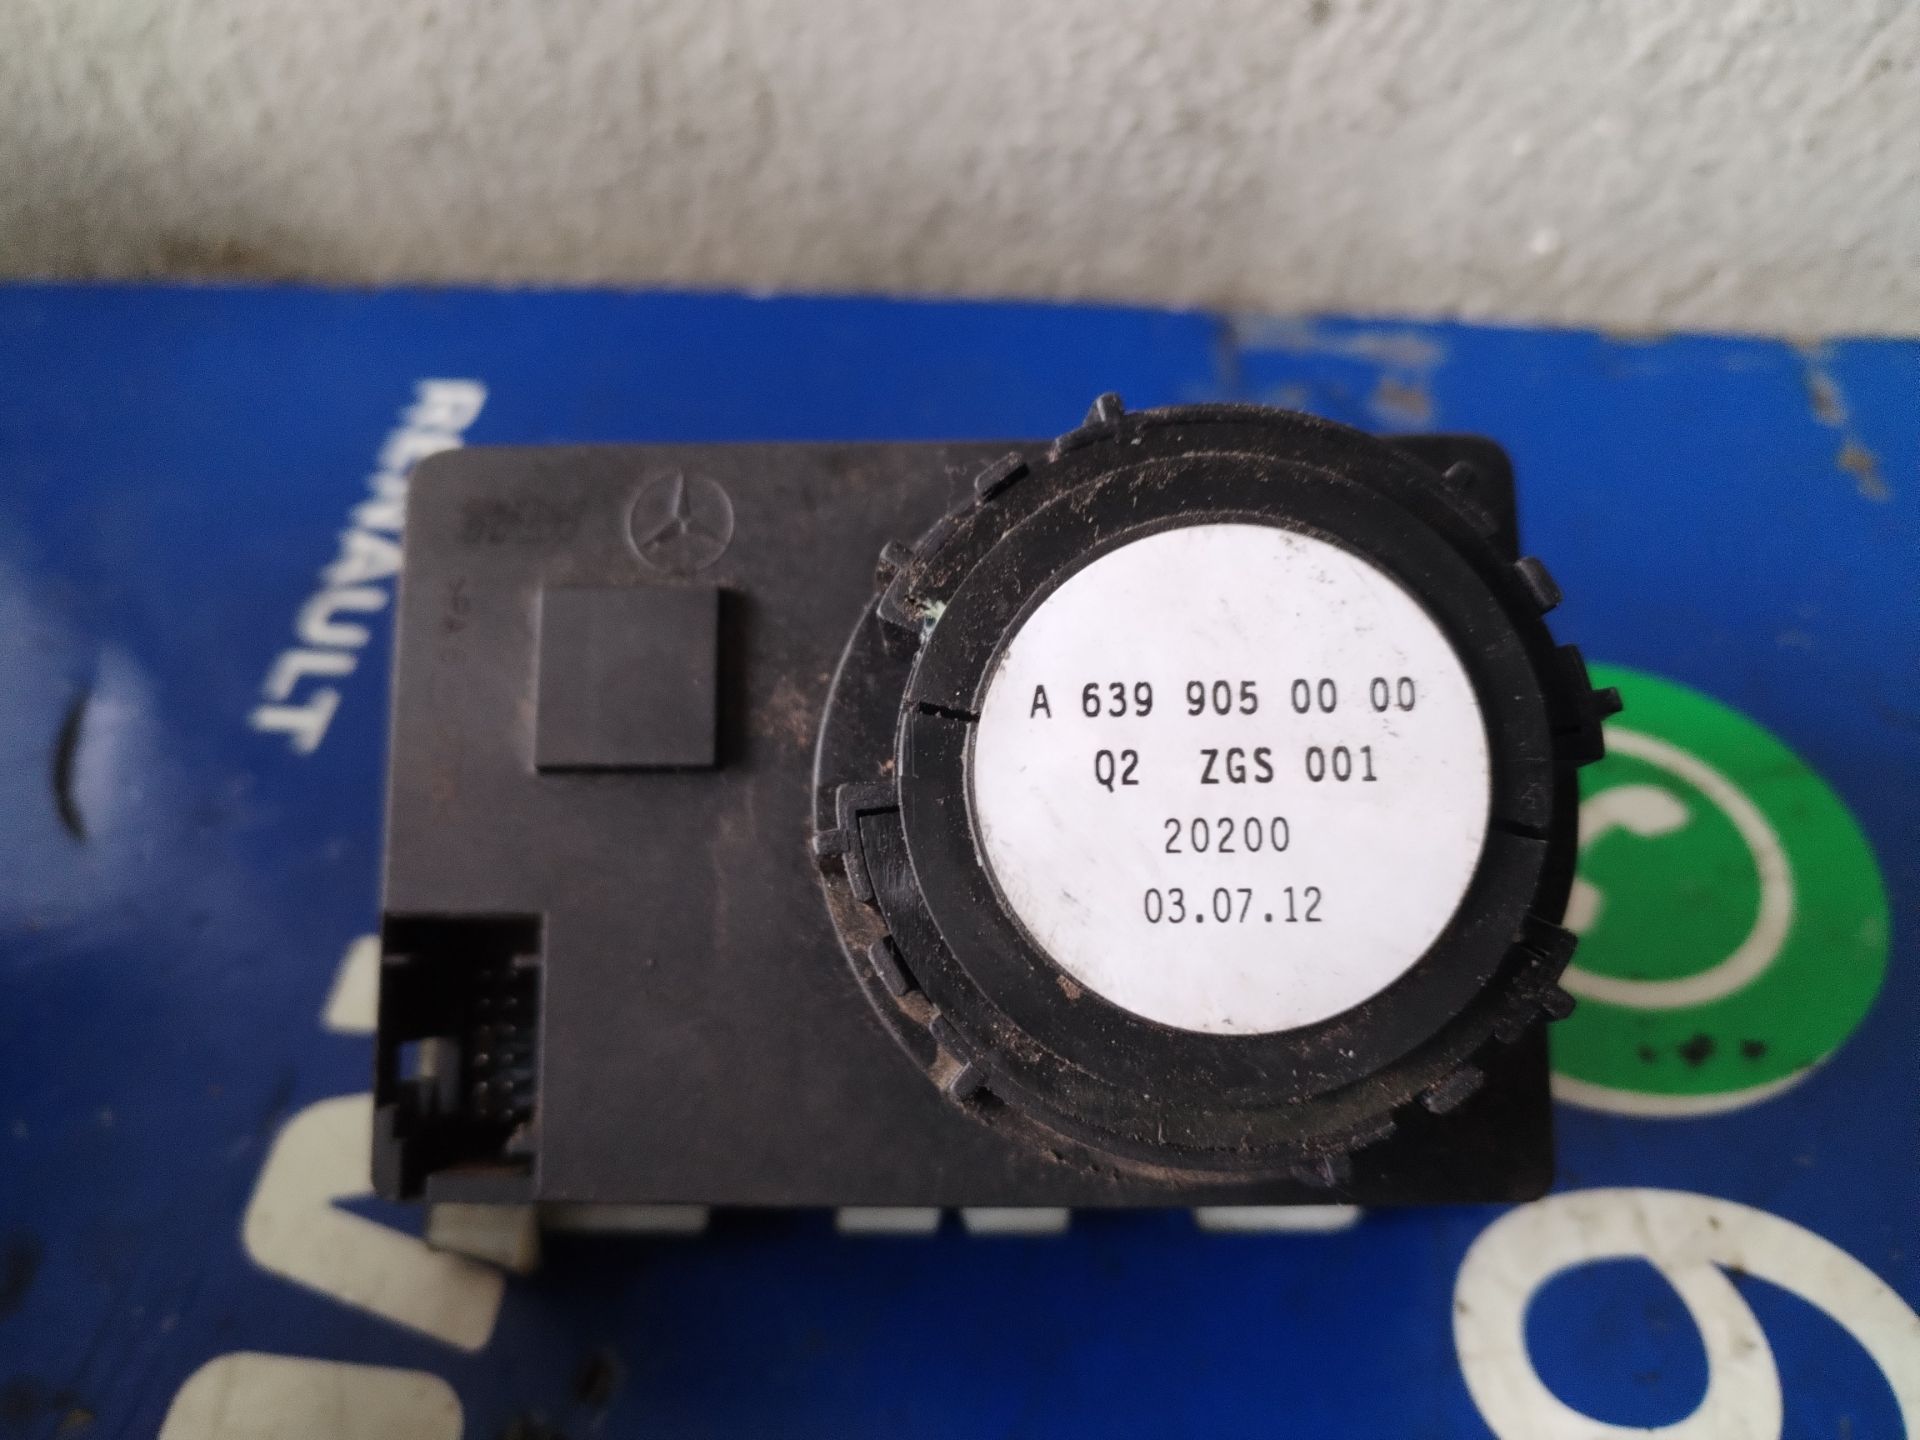 RENAULT
A 639 905 00 00
Q2 ZGS 001
20200
03.07.12